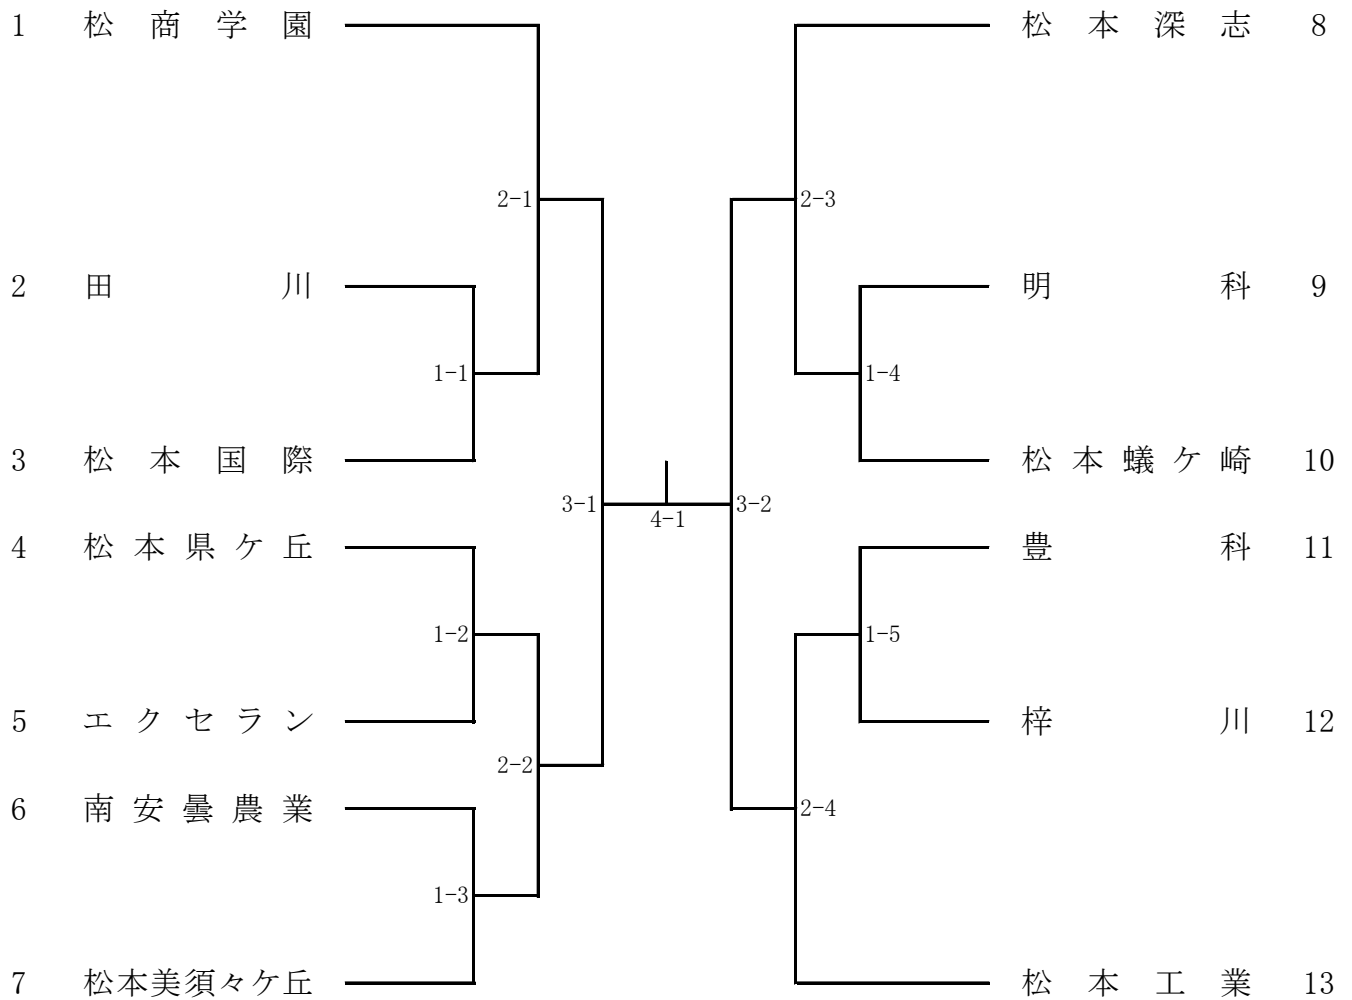 1 松商学園
松本深志 8
2-1
2-3
2 田川
明科 9
1-1
1-4
3 松本国際
松本蟻ケ崎 10
3-1
4-1
3-2
4 松本県ケ丘
豊科 11
1-2
1-5
5 エクセラン
梓川 12
2-2
6 南安曇農業
2-4
1-3
7 松本美須々ケ丘
松本工業 13